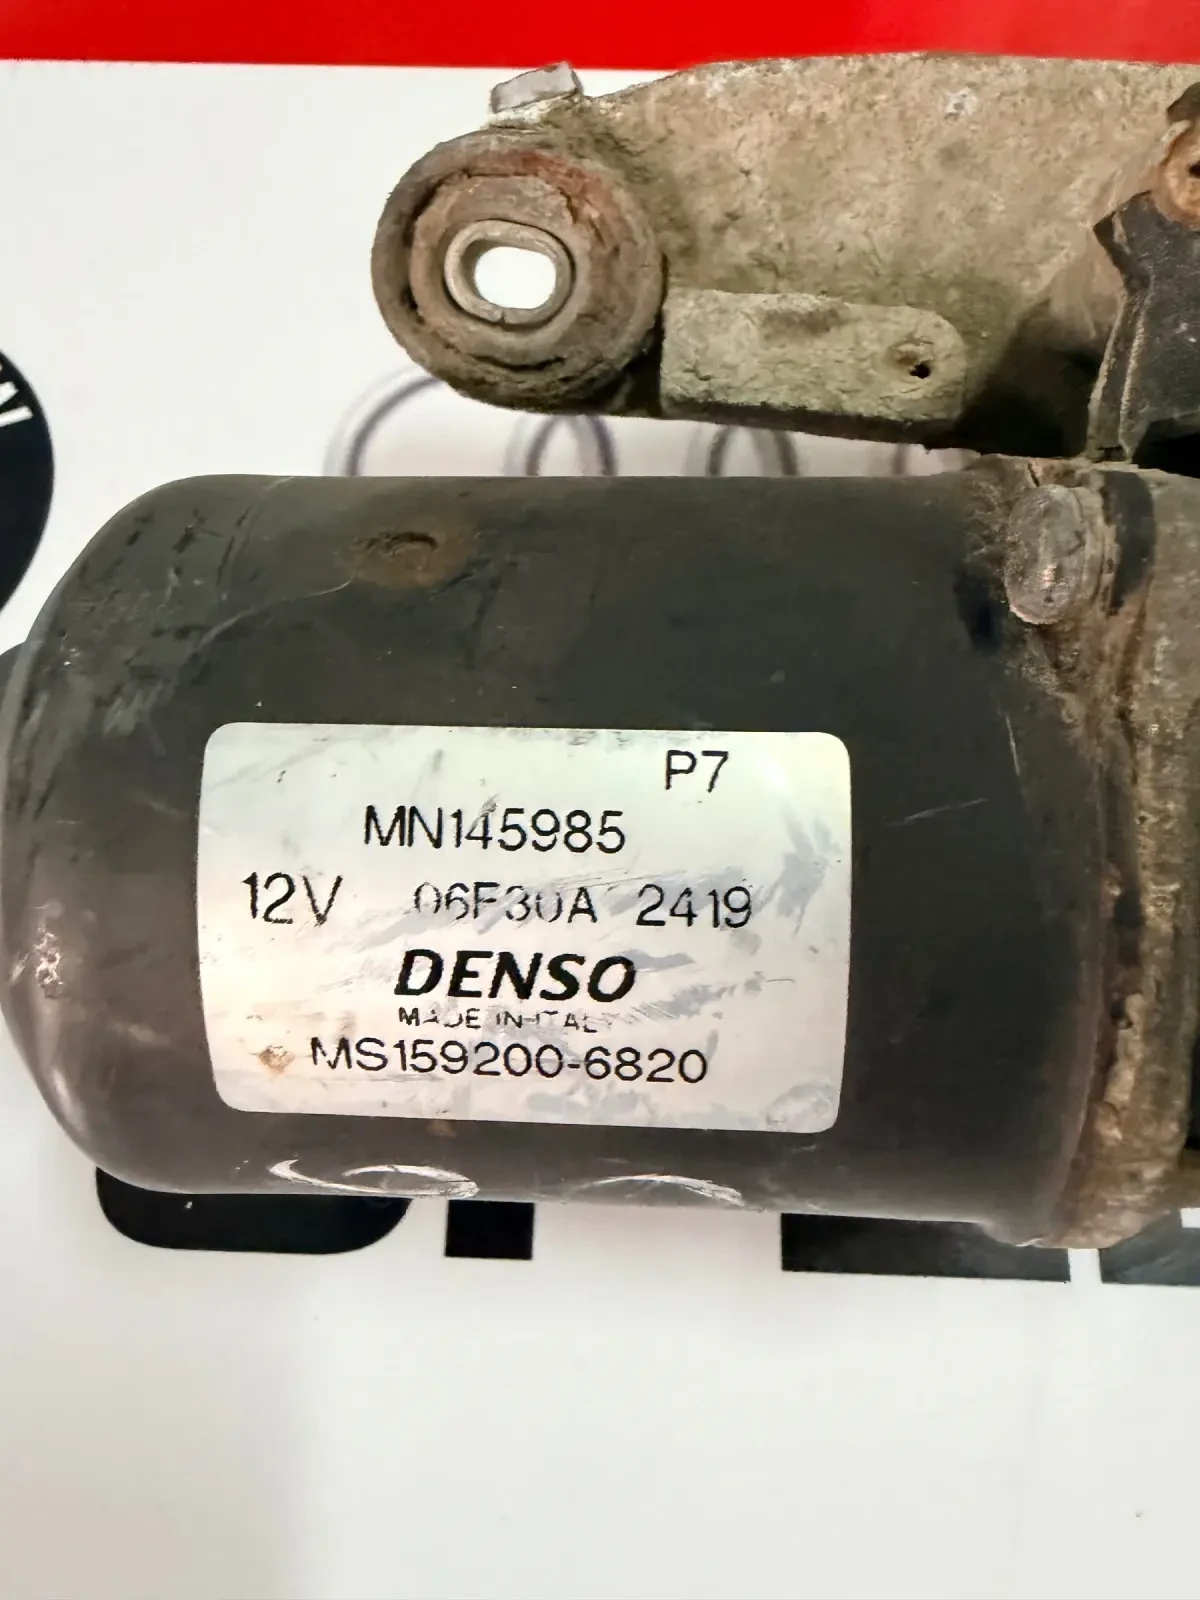 P7
MN145985
12V 06F30A 2419
DENSO
MADE IN ITALY
MS159200-6820